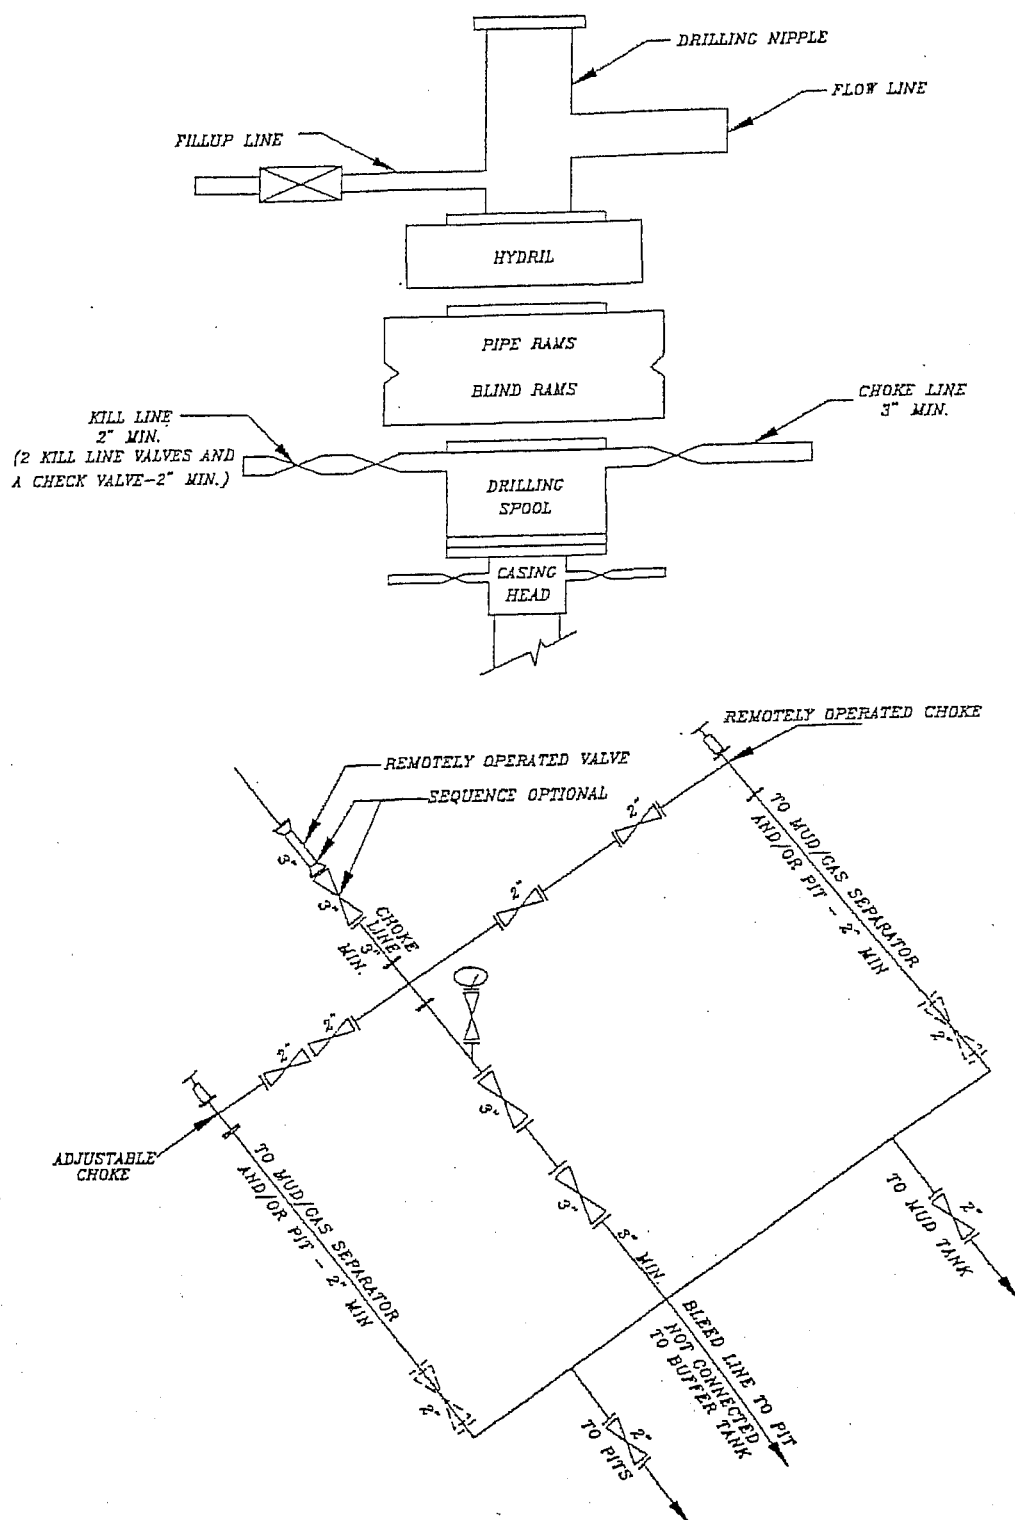 DRILLING NIPPLE
FLOW LINE
FILLUP LINE
HYDRIL
PIPE RAMS
BLIND RAMS
KILL LINE
2" MIN.
(2 KILL LINE VALVES AND
A CHECK VALVE-2" MIN.)
CHOKE LINE
3" MIN.
DRILLING
SPOOL
CASING
HEAD
REMOTELY OPERATED CHOKE
REMOTELY OPERATED VALVE
SEQUENCE OPTIONAL
3"
3"
CHOKE
LINE
3"
MIN.
2"
2"
TO MUD/GAS SEPARATOR
AND/OR PIT - 2" MIN
2"
2"
2"
ADJUSTABLE
CHOKE
TO MUD/GAS SEPARATOR
AND/OR PIT - 2" MIN
2"
3"
3"
3" MIN.
BLEED LINE TO PIT
NOT CONNECTED
TO BUFFER TANK
2"
TO MUD TANK
2"
TO PITS